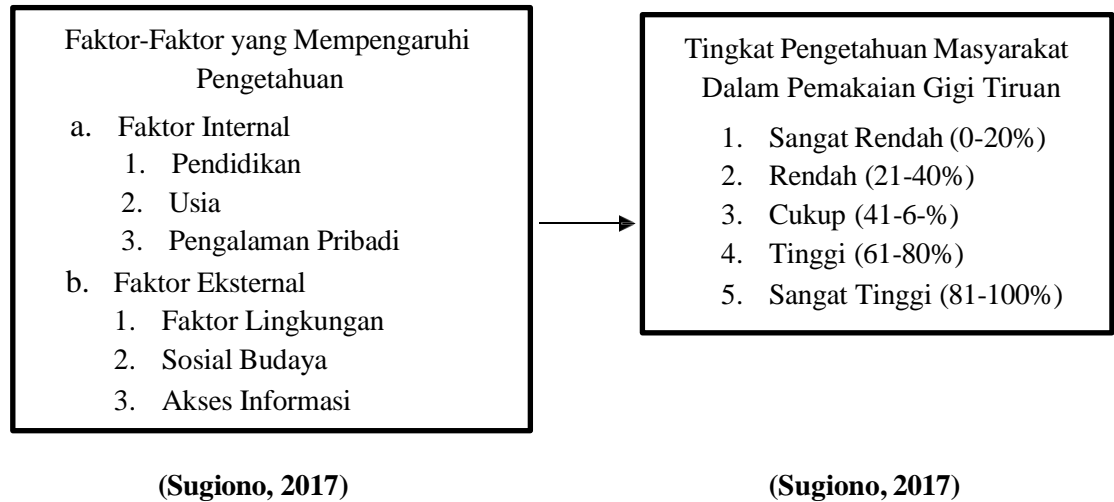 Faktor-Faktor yang Mempengaruhi
Pengetahuan
a. Faktor Internal
1. Pendidikan
2. Usia
3. Pengalaman Pribadi
b. Faktor Eksternal
1. Faktor Lingkungan
2. Sosial Budaya
3. Akses Informasi
(Sugiono, 2017)
Tingkat Pengetahuan Masyarakat
Dalam Pemakaian Gigi Tiruan
1. Sangat Rendah (0-20%)
2. Rendah (21-40%)
3. Cukup (41-6-%)
4. Tinggi (61-80%)
5. Sangat Tinggi (81-100%)
(Sugiono, 2017)